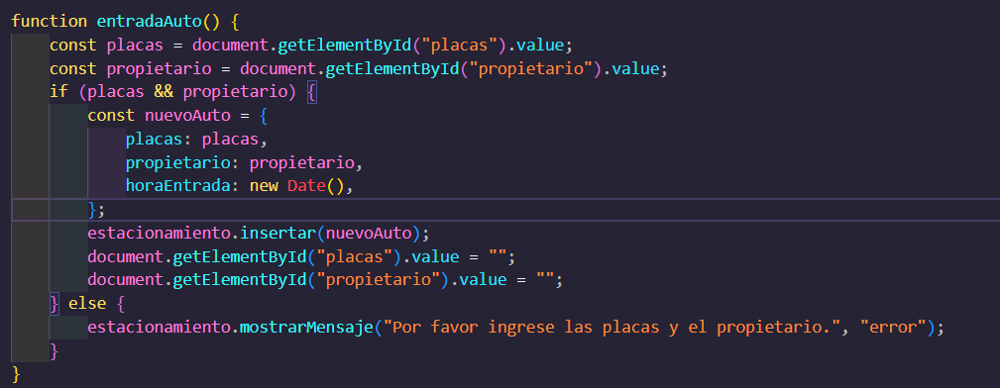 function entradaAuto() {
    const placas = document.getElementById("placas").value;
    const propietario = document.getElementById("propietario").value;
    if (placas && propietario) {
        const nuevoAuto = {
            placas: placas,
            propietario: propietario,
            horaEntrada: new Date(),
        };
        estacionamiento.insertar(nuevoAuto);
        document.getElementById("placas").value = "";
        document.getElementById("propietario").value = "";
    } else {
        estacionamiento.mostrarMensaje("Por favor ingrese las placas y el propietario.", "error");
    }
}